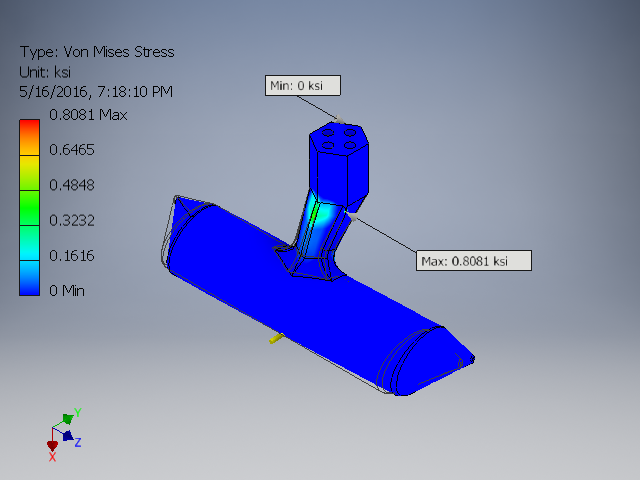 Type: Von Mises Stress
Unit: ksi
5/16/2016, 7:18:10 PM
0.8081 Max
0.6465
0.4848
0.3232
0.1616
0 Min
Min: 0 ksi
Max: 0.8081 ksi
Y
Z
X